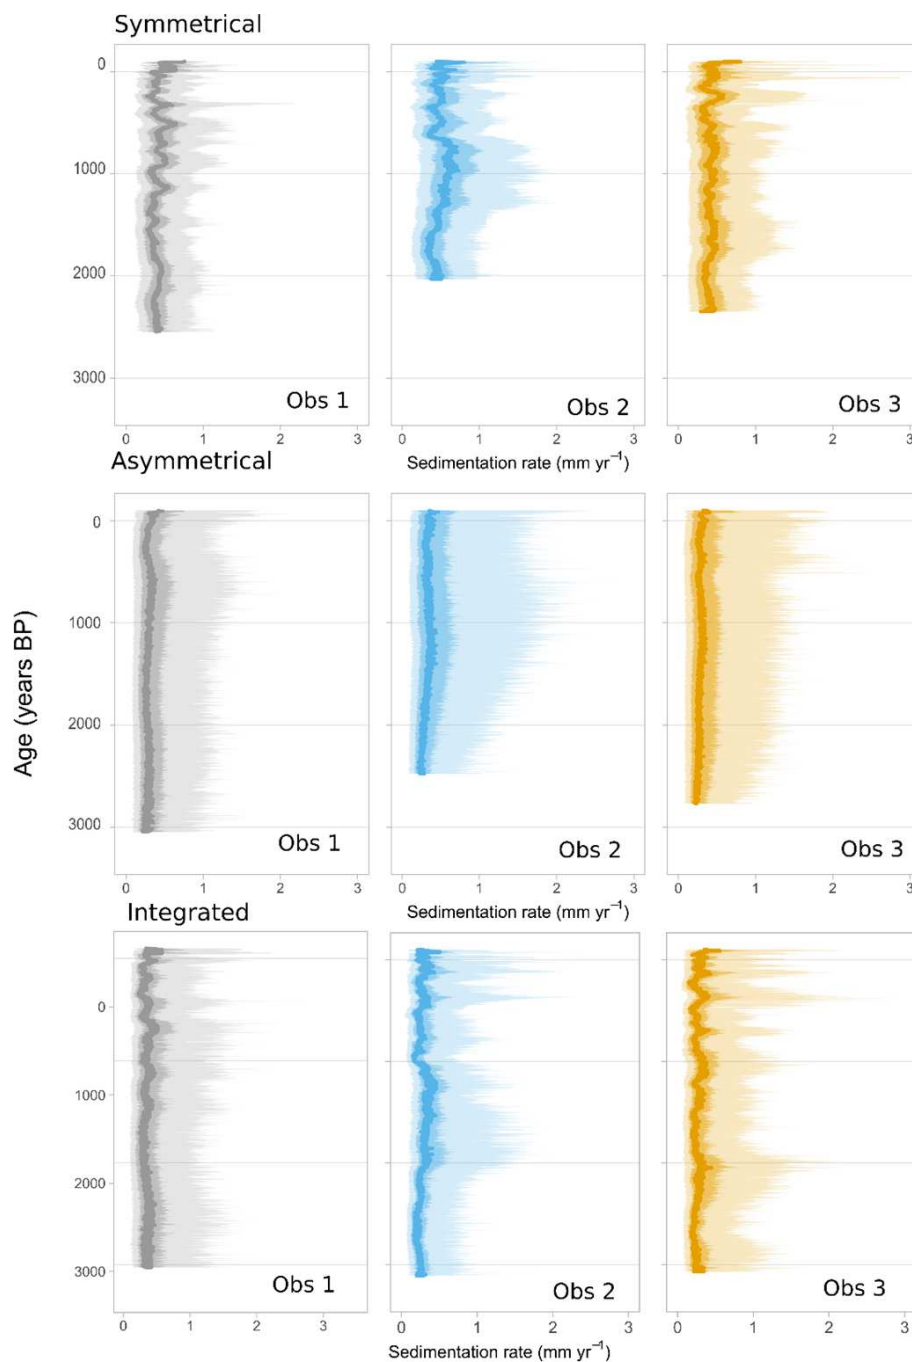 Symmetrical
0
1000
2000
3000
Obs 1
Obs 2
Obs 3
0 1 2 3
0 1 2 3
0 1 2 3
Sedimentation rate (mm yr⁻¹)
Asymmetrical
Age (years BP)
0
1000
2000
3000
Obs 1
Obs 2
Obs 3
0 1 2 3
0 1 2 3
0 1 2 3
Sedimentation rate (mm yr⁻¹)
Integrated
0
1000
2000
3000
Obs 1
Obs 2
Obs 3
0 1 2 3
0 1 2 3
0 1 2 3
Sedimentation rate (mm yr⁻¹)